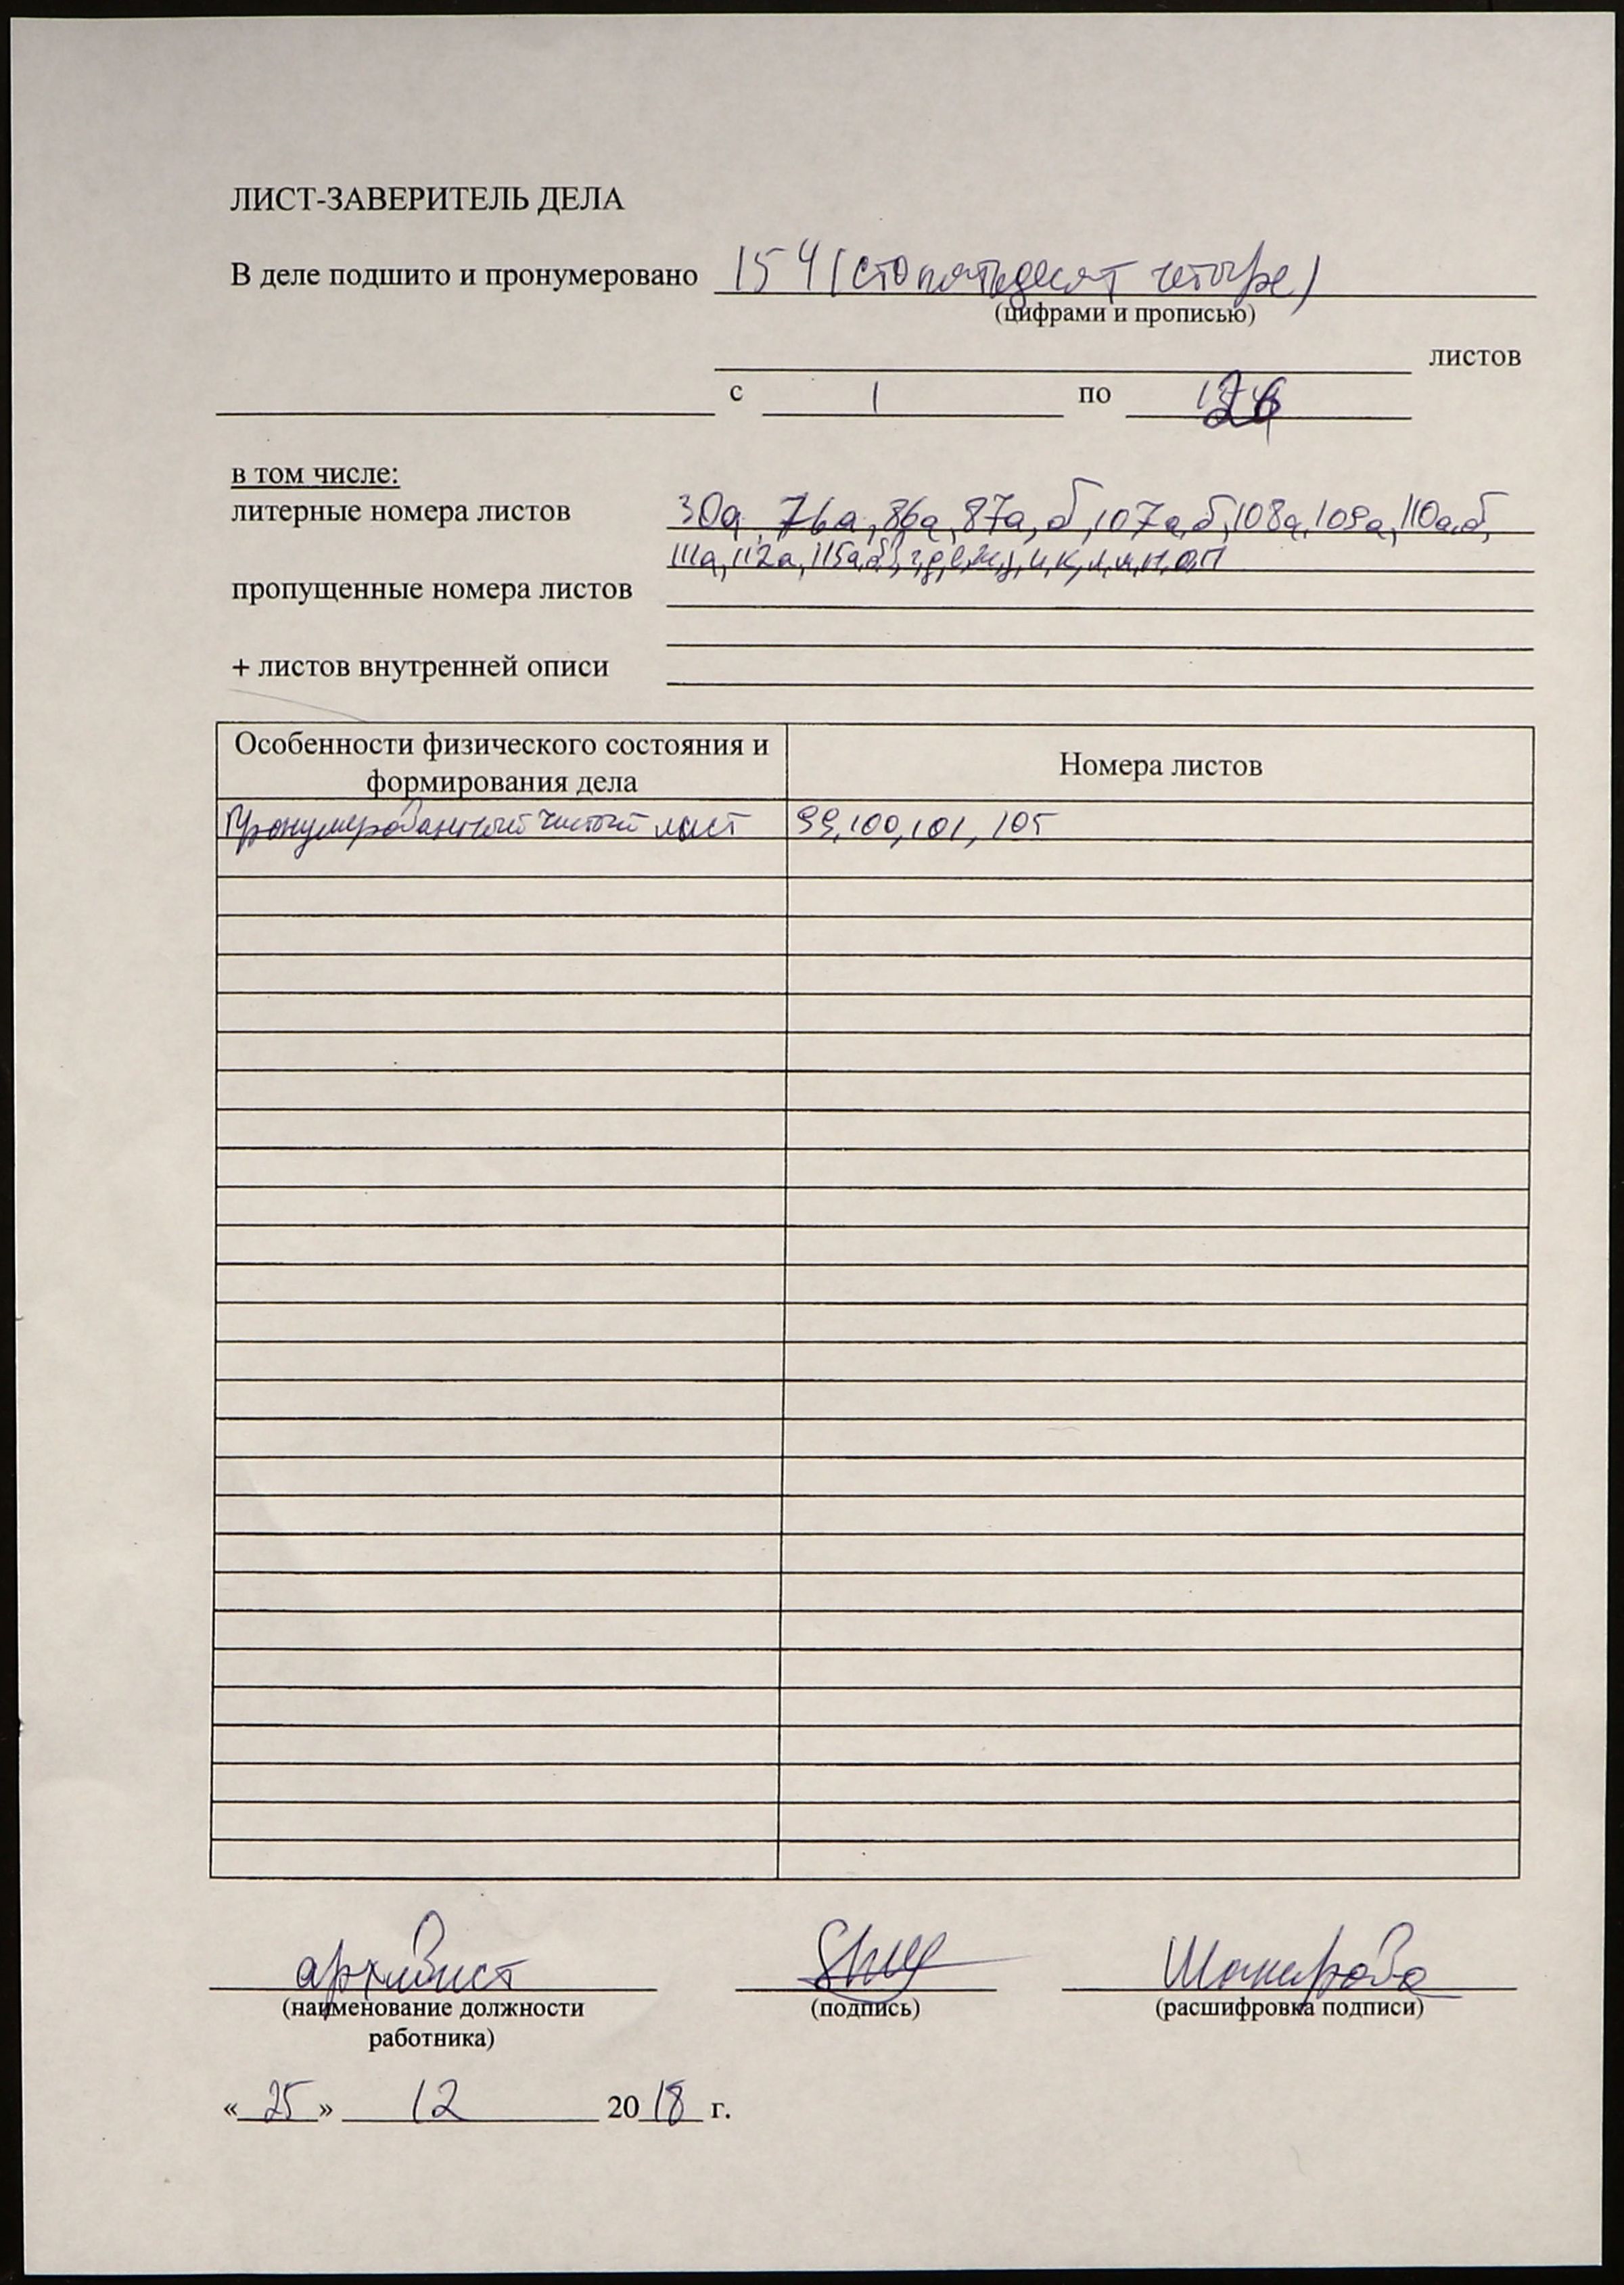 ЛИСТ-ЗАВЕРИТЕЛЬ ДЕЛА
В деле подшито и пронумеровано 154 (сто пятьдесят четыре)
(цифрами и прописью)
листов
с 1 по 126
в том числе:
литерные номера листов 30а, 76а, 86а, 87а, б, 107а, б, 108а, 109а, 110а, б,
111а, 112а, 115а, б, в, г, д, е, ж, з, и, к, л, м, н, о, п
пропущенные номера листов
+ листов внутренней описи
Особенности физического состояния и формирования дела Номера листов
Пронумерованный чистый лист 99, 100, 101, 105
архивист Шакирова
(наименование должности работника) (подпись) (расшифровка подписи)
« 25 » 12 20 18 г.